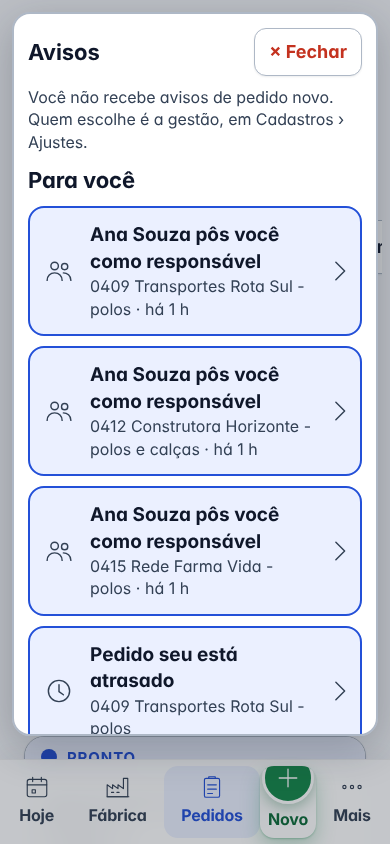 Avisos
× Fechar
Você não recebe avisos de pedido novo.
Quem escolhe é a gestão, em Cadastros ›
Ajustes.
Para você
Ana Souza pôs você
como responsável
0409 Transportes Rota Sul -
polos · há 1 h
Ana Souza pôs você
como responsável
0412 Construtora Horizonte -
polos e calças · há 1 h
Ana Souza pôs você
como responsável
0415 Rede Farma Vida -
polos · há 1 h
Pedido seu está
atrasado
0409 Transportes Rota Sul -
polos
PRONTO
Hoje
Fábrica
Pedidos
Novo
Mais